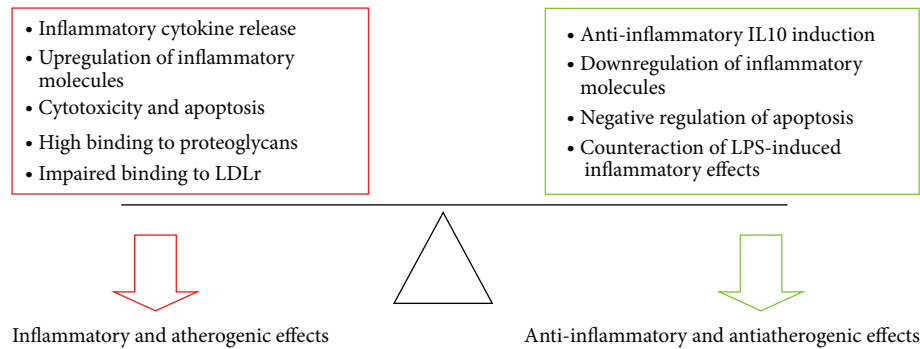 • Inflammatory cytokine release
• Upregulation of inflammatory
molecules
• Cytotoxicity and apoptosis
• High binding to proteoglycans
• Impaired binding to LDLr
• Anti-inflammatory IL10 induction
• Downregulation of inflammatory
molecules
• Negative regulation of apoptosis
• Counteraction of LPS-induced
inflammatory effects
Inflammatory and atherogenic effects
Anti-inflammatory and antiatherogenic effects